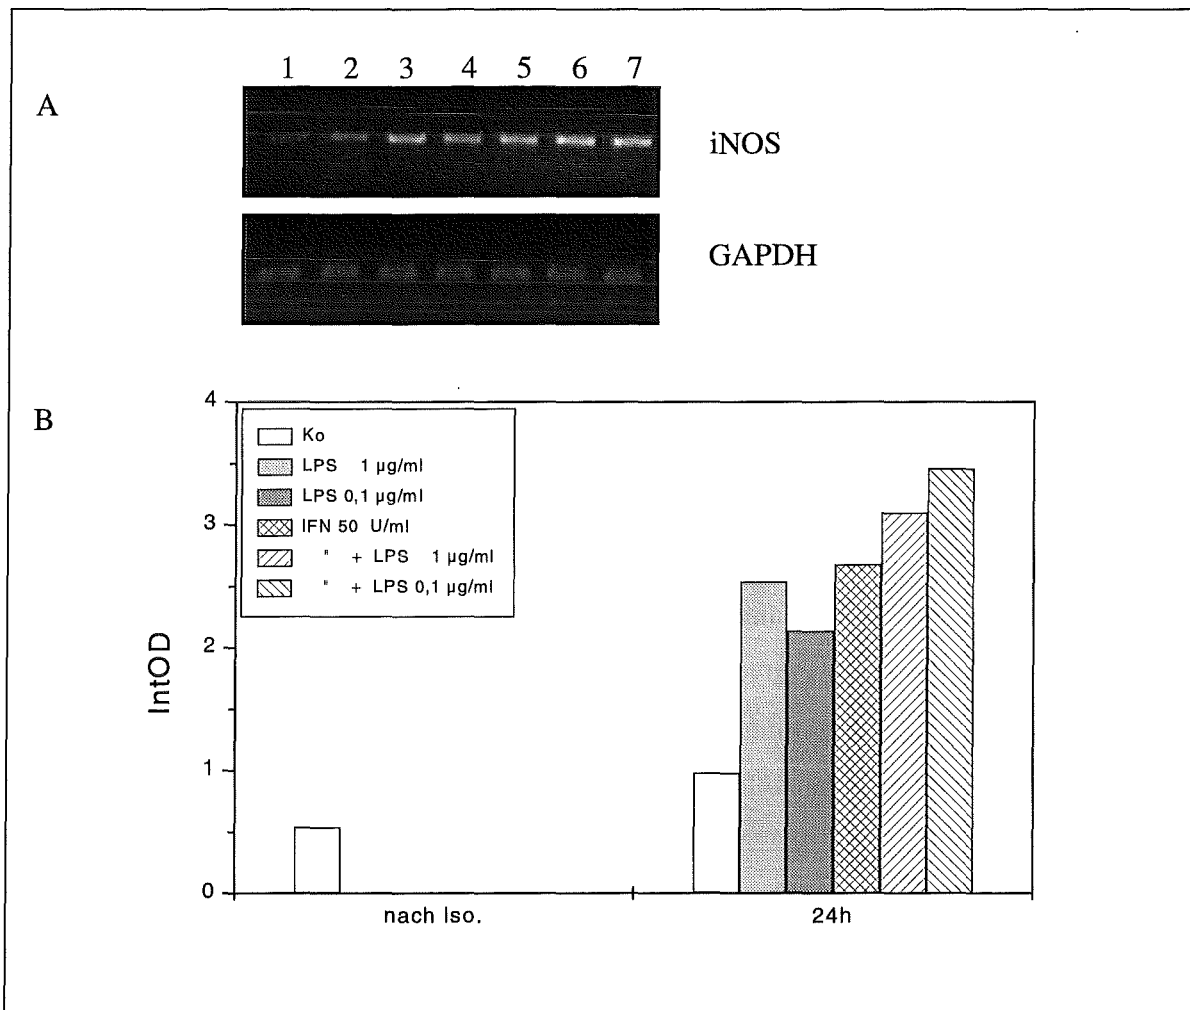 1 2 3 4 5 6 7
A
iNOS
GAPDH
B
4
3
2
1
0
IntOD
Ko
LPS 1 µg/ml
LPS 0,1 µg/ml
IFN 50 U/ml
" + LPS 1 µg/ml
" + LPS 0,1 µg/ml
nach Iso. 24h